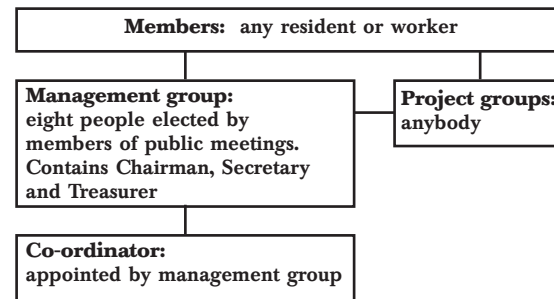 Members: any resident or worker
Management group:
eight people elected by
members of public meetings.
Contains Chairman, Secretary
and Treasurer
Project groups:
anybody
Co-ordinator:
appointed by management group